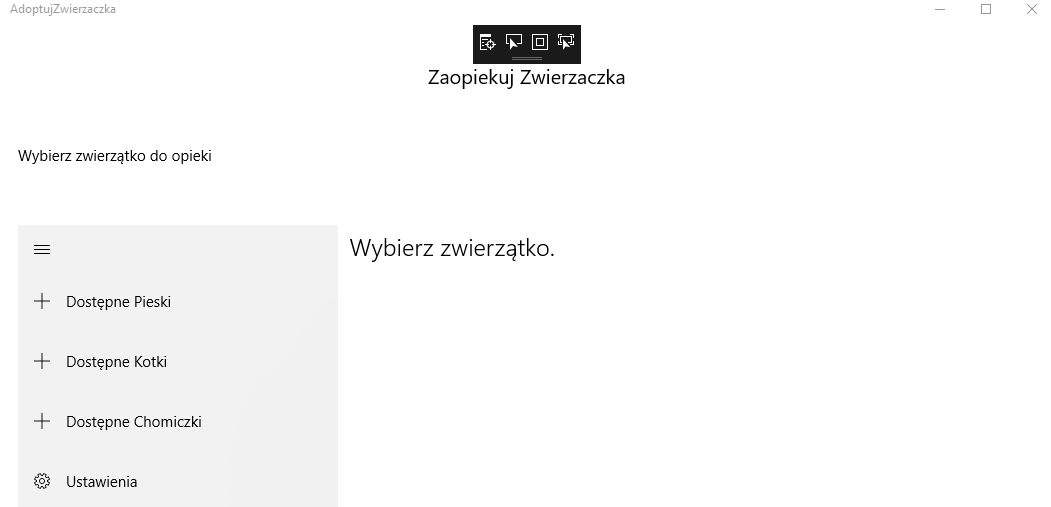 AdoptujZwierzaczka
Zaopiekuj Zwierzaczka
Wybierz zwierzątko do opieki
Wybierz zwierzątko.
Dostępne Pieski
Dostępne Kotki
Dostępne Chomiczki
Ustawienia